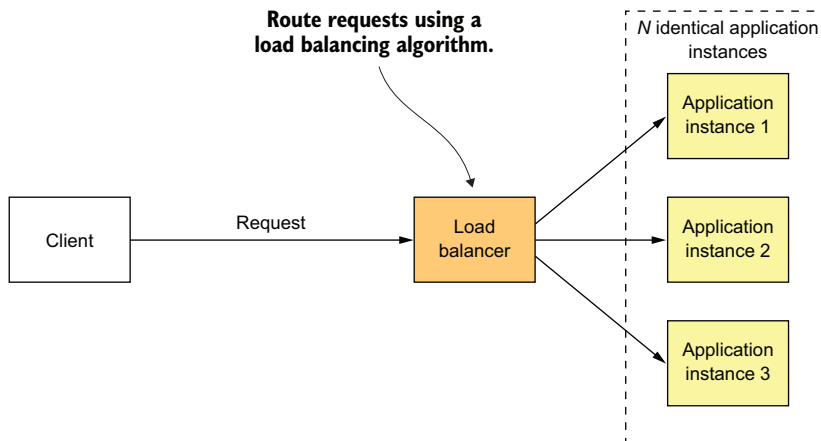 Route requests using a
load balancing algorithm.
N identical application
instances
Application
instance 1
Client
Request
Load
balancer
Application
instance 2
Application
instance 3